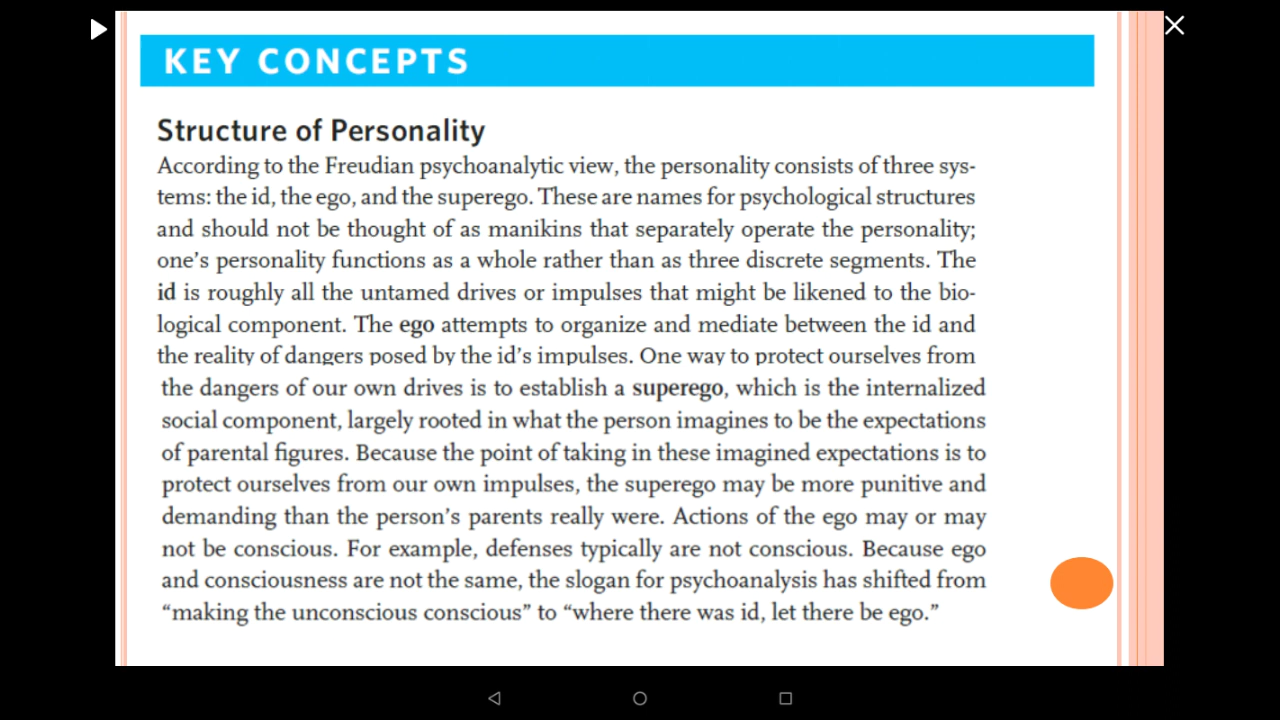 KEY CONCEPTS
Structure of Personality
According to the Freudian psychoanalytic view, the personality consists of three sys-
tems: the id, the ego, and the superego. These are names for psychological structures
and should not be thought of as manikins that separately operate the personality;
one’s personality functions as a whole rather than as three discrete segments. The
id is roughly all the untamed drives or impulses that might be likened to the bio-
logical component. The ego attempts to organize and mediate between the id and
the reality of dangers posed by the id’s impulses. One way to protect ourselves from
the dangers of our own drives is to establish a superego, which is the internalized
social component, largely rooted in what the person imagines to be the expectations
of parental figures. Because the point of taking in these imagined expectations is to
protect ourselves from our own impulses, the superego may be more punitive and
demanding than the person’s parents really were. Actions of the ego may or may
not be conscious. For example, defenses typically are not conscious. Because ego
and consciousness are not the same, the slogan for psychoanalysis has shifted from
“making the unconscious conscious” to “where there was id, let there be ego.”